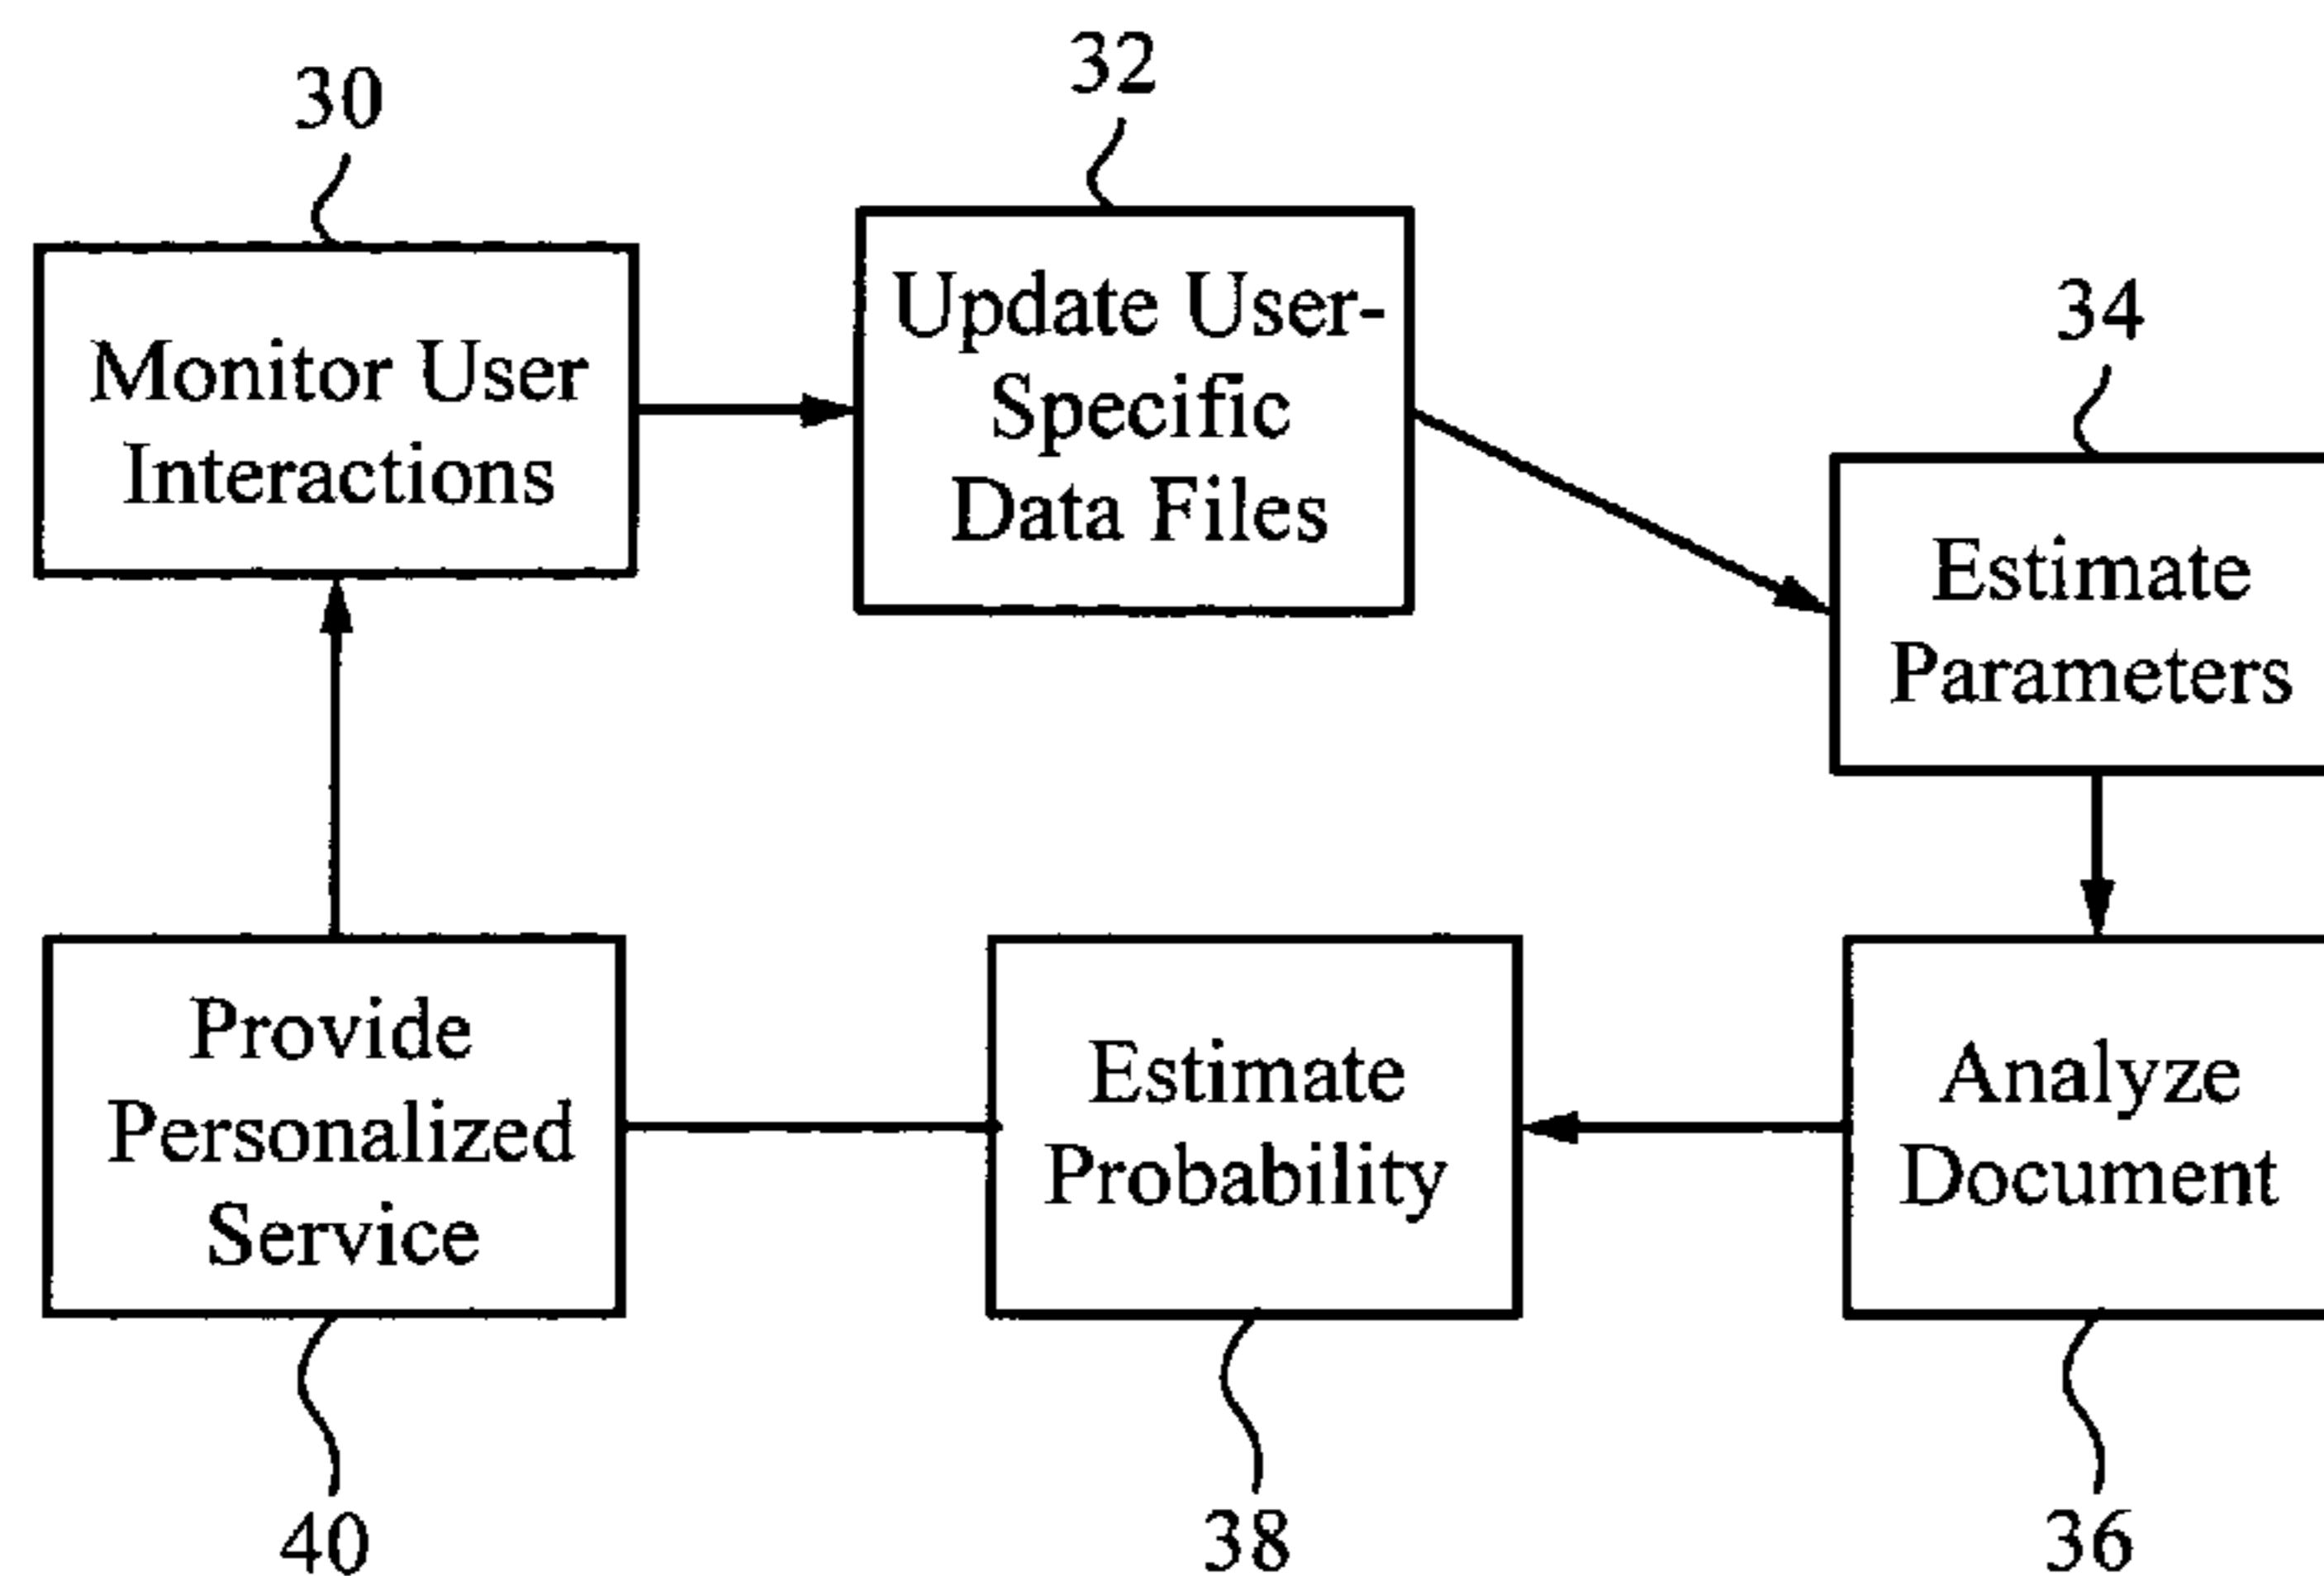 30
Monitor User
Interactions
32
Update User-
Specific
Data Files
34
Estimate
Parameters
Provide
Personalized
Service
40
Estimate
Probability
38
Analyze
Document
36